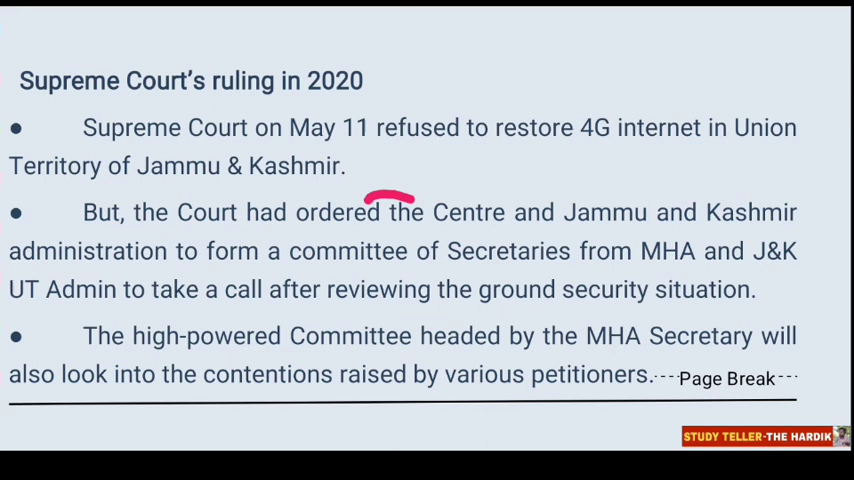 Supreme Court's ruling in 2020
● Supreme Court on May 11 refused to restore 4G internet in Union
Territory of Jammu & Kashmir.
● But, the Court had ordered the Centre and Jammu and Kashmir
administration to form a committee of Secretaries from MHA and J&K
UT Admin to take a call after reviewing the ground security situation.
● The high-powered Committee headed by the MHA Secretary will
also look into the contentions raised by various petitioners.
Page Break
STUDY TELLER-THE HARDIK